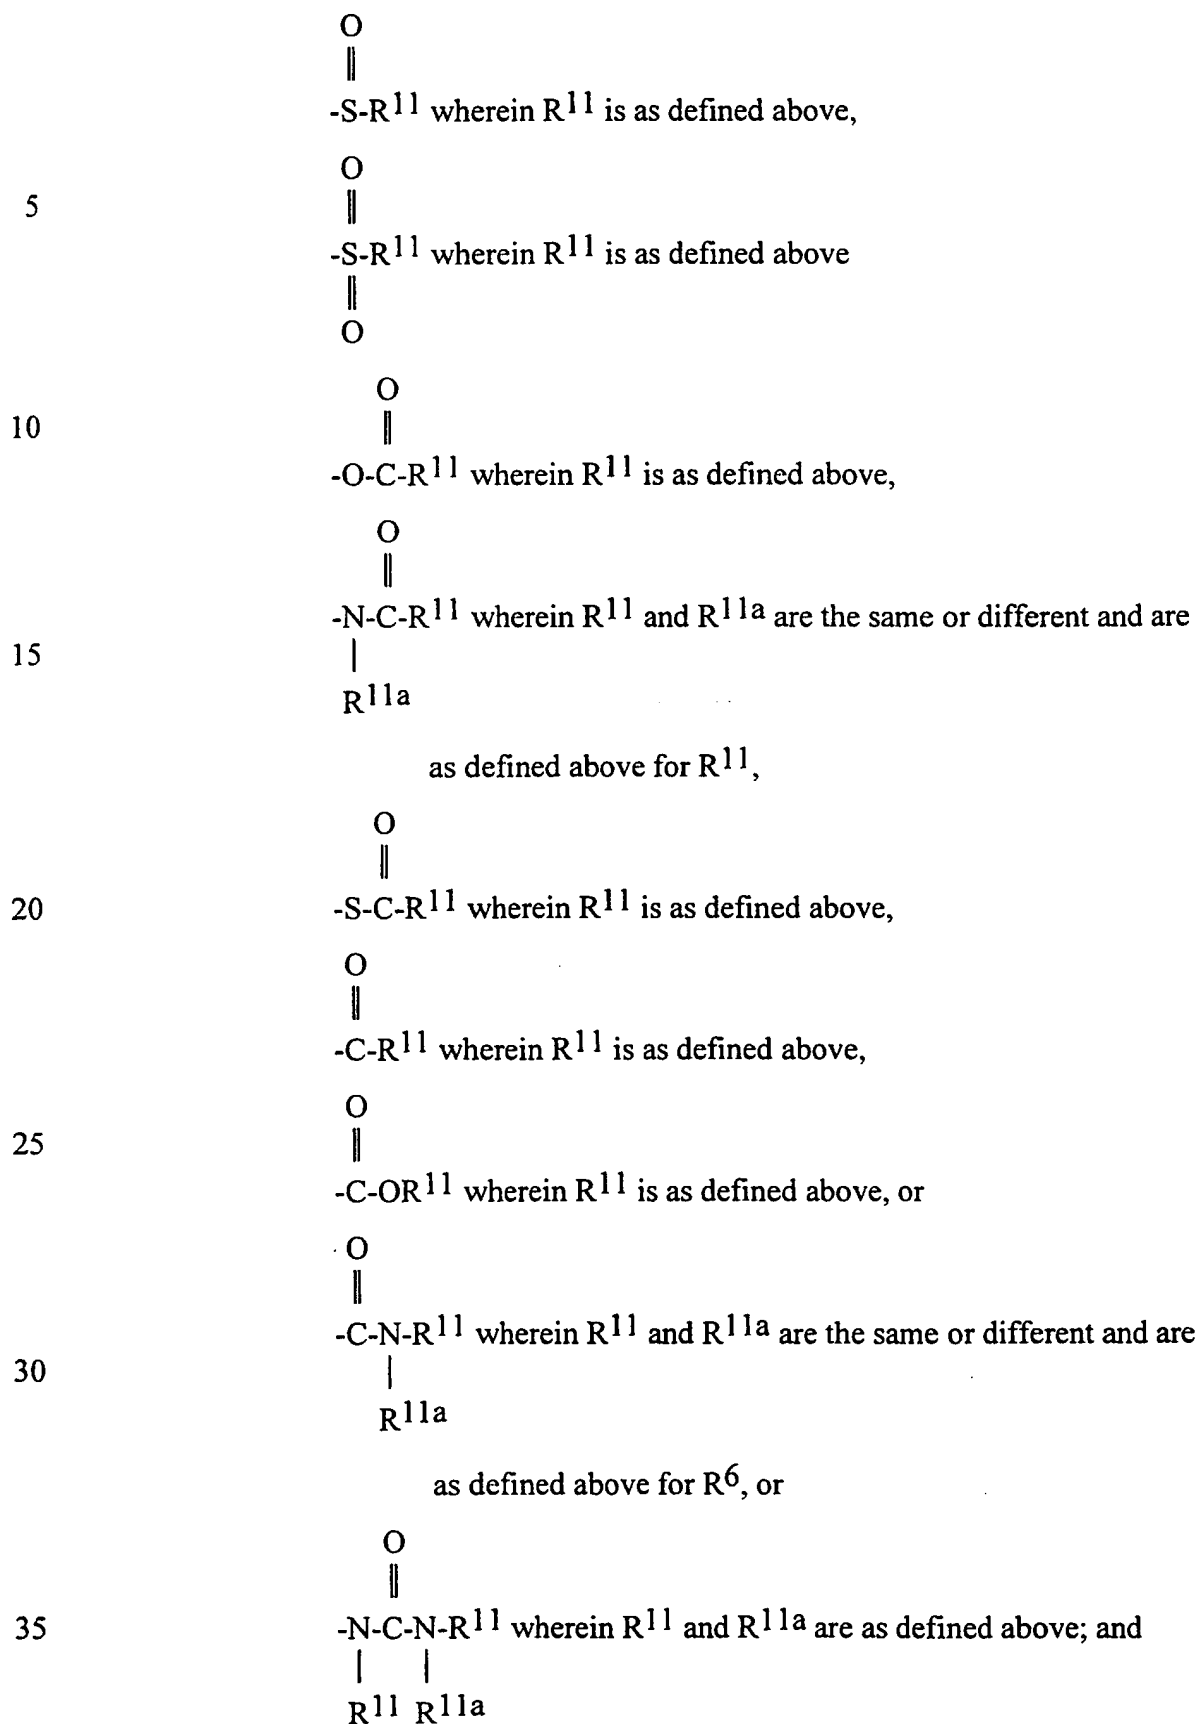 O
||
-S-R11 wherein R11 is as defined above,
O
5 ||
-S-R11 wherein R11 is as defined above
||
O
O
10 ||
-O-C-R11 wherein R11 is as defined above,
O
||
-N-C-R11 wherein R11 and R11a are the same or different and are
15 |
R11a
as defined above for R11,
O
||
20 -S-C-R11 wherein R11 is as defined above,
O
||
-C-R11 wherein R11 is as defined above,
O
25 ||
-C-OR11 wherein R11 is as defined above, or
O
||
-C-N-R11 wherein R11 and R11a are the same or different and are
30 |
R11a
as defined above for R6, or
O
||
35 -N-C-N-R11 wherein R11 and R11a are as defined above; and
| |
R11 R11a